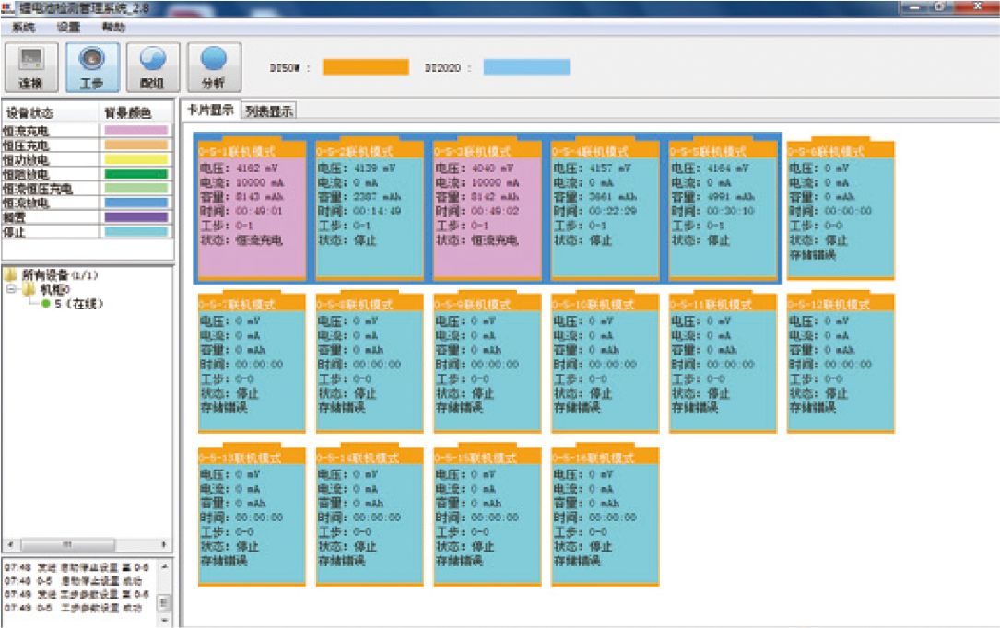 锂电池检测管理系统_2.8
系统 设置 帮助
连接 工步 配组 分析
DT50W : DT2020 :
设备状态 背景颜色
恒流充电
恒压充电
恒功放电
恒阻放电
恒流恒压充电
恒流放电
搁置
停止
所有设备(1/1)
机柜0
5(在线)
07:48 发送 启动停止设置 至 0-5
07:48 0-5 启动停止设置 成功
07:49 发送 工步参数设置 至 0-5
07:49 0-5 工步参数设置 成功
卡片显示 列表显示
0-5-1联机模式
电压: 4162 mV
电流: 10000 mA
容量: 8143 mAh
时间: 00:49:01
工步: 0-1
状态: 恒流充电
0-5-2联机模式
电压: 4139 mV
电流: 0 mA
容量: 2387 mAh
时间: 00:14:49
工步: 0-1
状态: 停止
0-5-3联机模式
电压: 4040 mV
电流: 10000 mA
容量: 8142 mAh
时间: 00:49:02
工步: 0-1
状态: 恒流充电
0-5-4联机模式
电压: 4157 mV
电流: 0 mA
容量: 3661 mAh
时间: 00:22:29
工步: 0-1
状态: 停止
0-5-5联机模式
电压: 4164 mV
电流: 0 mA
容量: 4991 mAh
时间: 00:30:10
工步: 0-1
状态: 停止
0-5-6联机模式
电压: 0 mV
电流: 0 mA
容量: 0 mAh
时间: 00:00:00
工步: 0-0
状态: 停止
存储错误
0-5-7联机模式
电压: 0 mV
电流: 0 mA
容量: 0 mAh
时间: 00:00:00
工步: 0-0
状态: 停止
存储错误
0-5-8联机模式
电压: 0 mV
电流: 0 mA
容量: 0 mAh
时间: 00:00:00
工步: 0-0
状态: 停止
存储错误
0-5-9联机模式
电压: 0 mV
电流: 0 mA
容量: 0 mAh
时间: 00:00:00
工步: 0-0
状态: 停止
存储错误
0-5-10联机模式
电压: 0 mV
电流: 0 mA
容量: 0 mAh
时间: 00:00:00
工步: 0-0
状态: 停止
存储错误
0-5-11联机模式
电压: 0 mV
电流: 0 mA
容量: 0 mAh
时间: 00:00:00
工步: 0-0
状态: 停止
存储错误
0-5-12联机模式
电压: 0 mV
电流: 0 mA
容量: 0 mAh
时间: 00:00:00
工步: 0-0
状态: 停止
存储错误
0-5-13联机模式
电压: 0 mV
电流: 0 mA
容量: 0 mAh
时间: 00:00:00
工步: 0-0
状态: 停止
存储错误
0-5-14联机模式
电压: 0 mV
电流: 0 mA
容量: 0 mAh
时间: 00:00:00
工步: 0-0
状态: 停止
存储错误
0-5-15联机模式
电压: 0 mV
电流: 0 mA
容量: 0 mAh
时间: 00:00:00
工步: 0-0
状态: 停止
存储错误
0-5-16联机模式
电压: 0 mV
电流: 0 mA
容量: 0 mAh
时间: 00:00:00
工步: 0-0
状态: 停止
存储错误